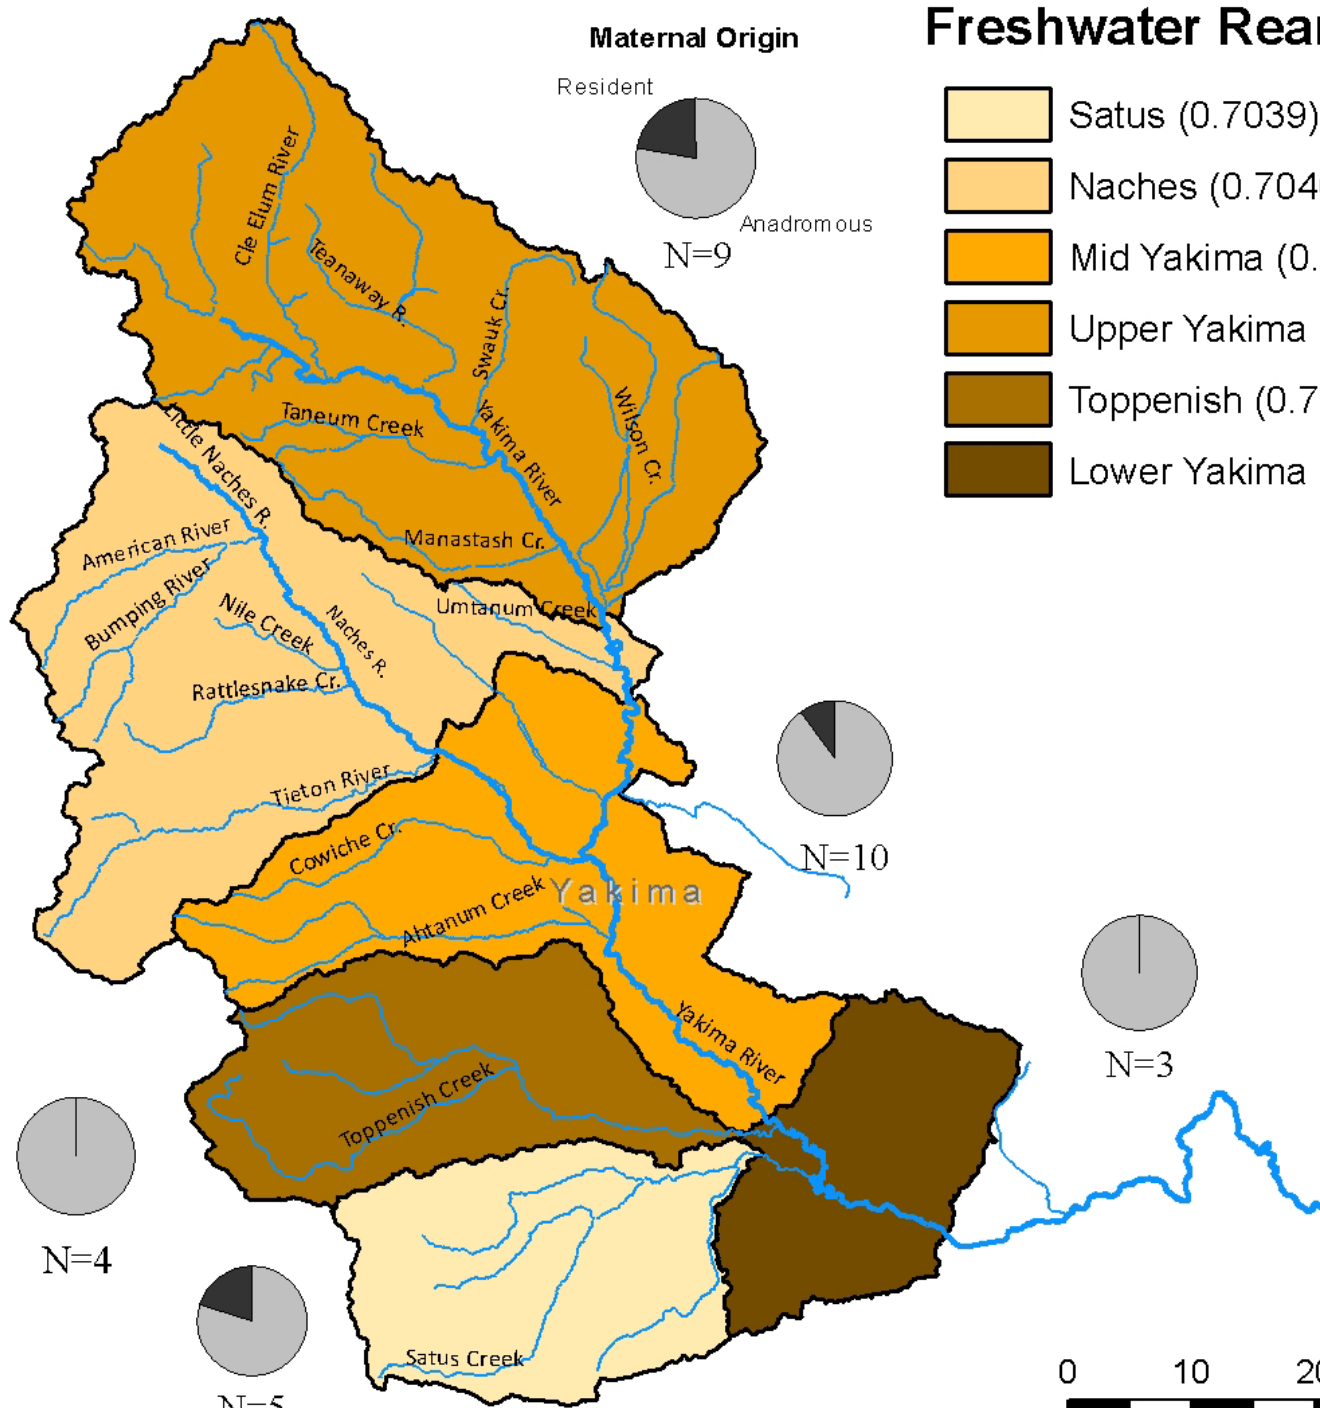 Maternal Origin
Freshwater Rear
Resident
Anadromous
N=9
Satus (0.7039)
Naches (0.704
Mid Yakima (0.
Upper Yakima
Toppenish (0.7
Lower Yakima
Cle Elum River
Teanaway R.
Swauk Cr.
Wilson Cr.
Taneum Creek
Yakima River
Little Naches R.
Manastash Cr.
American River
Bumping River
Umtanum Creek
Nile Creek
Naches R.
Rattlesnake Cr.
Tieton River
Cowiche Cr.
N=10
Yakima
Ahtanum Creek
Yakima River
N=3
Toppenish Creek
N=4
Satus Creek
N=5
0 10 20